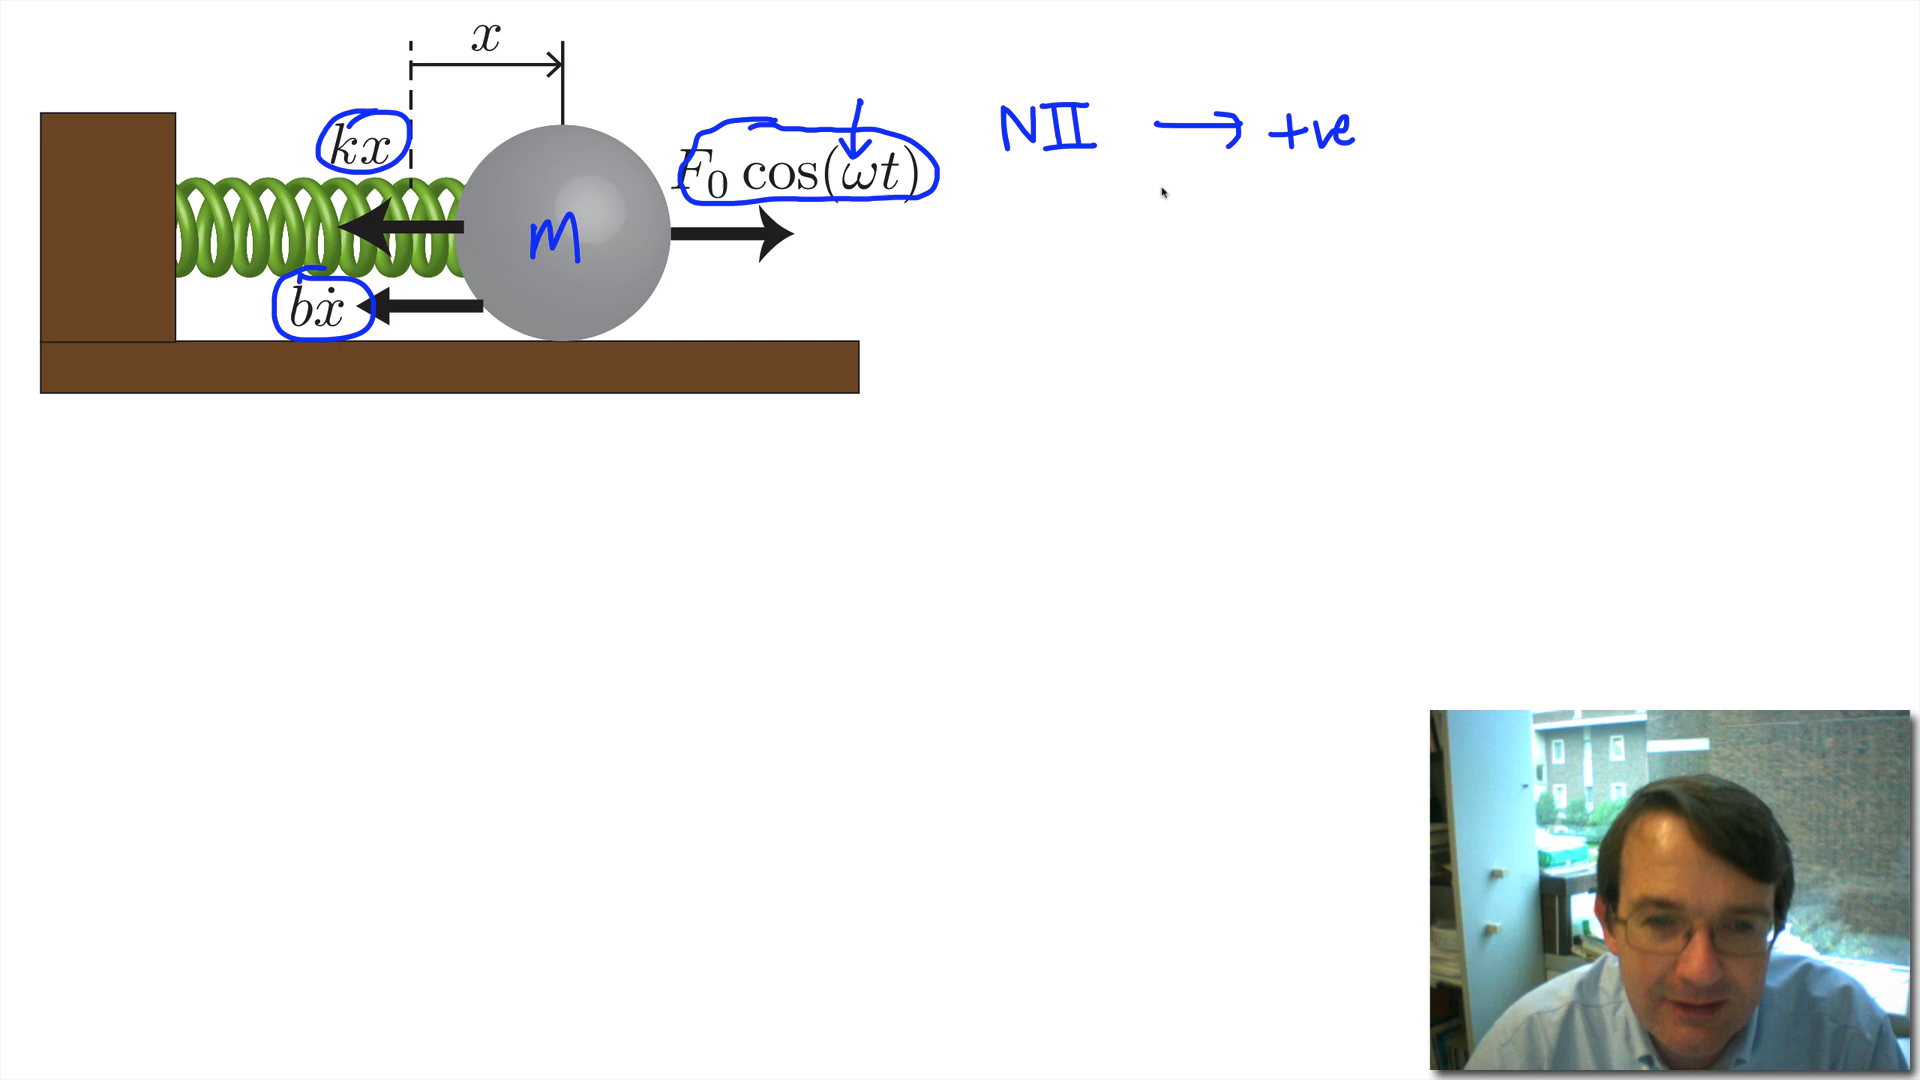 x
kx
F₀ cos(ωt)
NII → +ve
m
bẋ